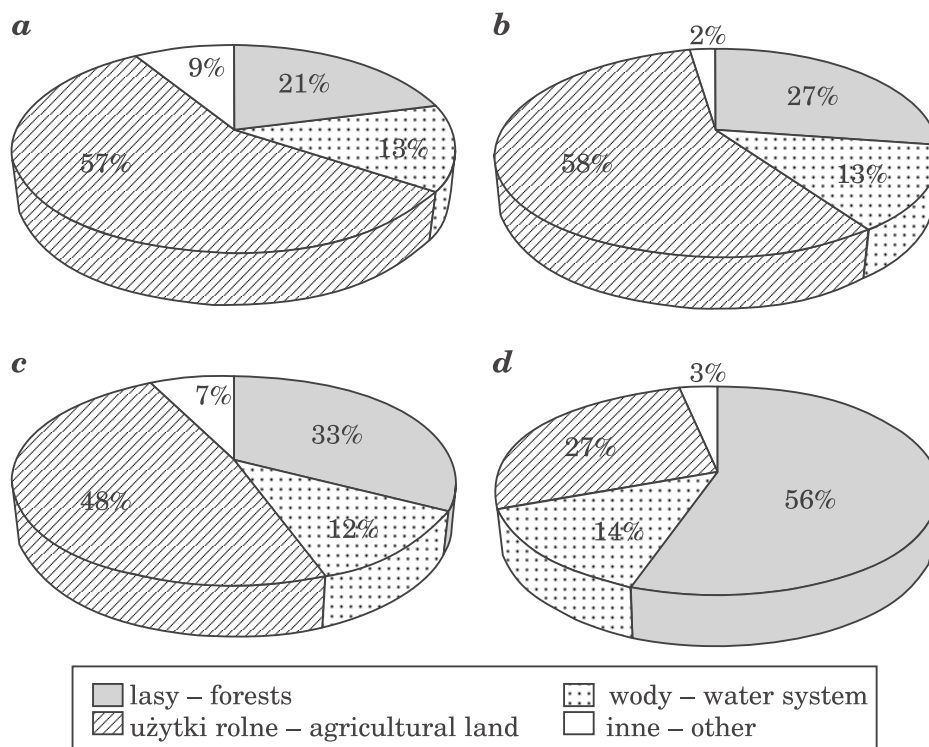 a
9%
21%
57%
13%
b
2%
27%
58%
13%
c
7%
33%
48%
12%
d
3%
27%
56%
14%
lasy – forests
wody – water system
użytki rolne – agricultural land
inne – other